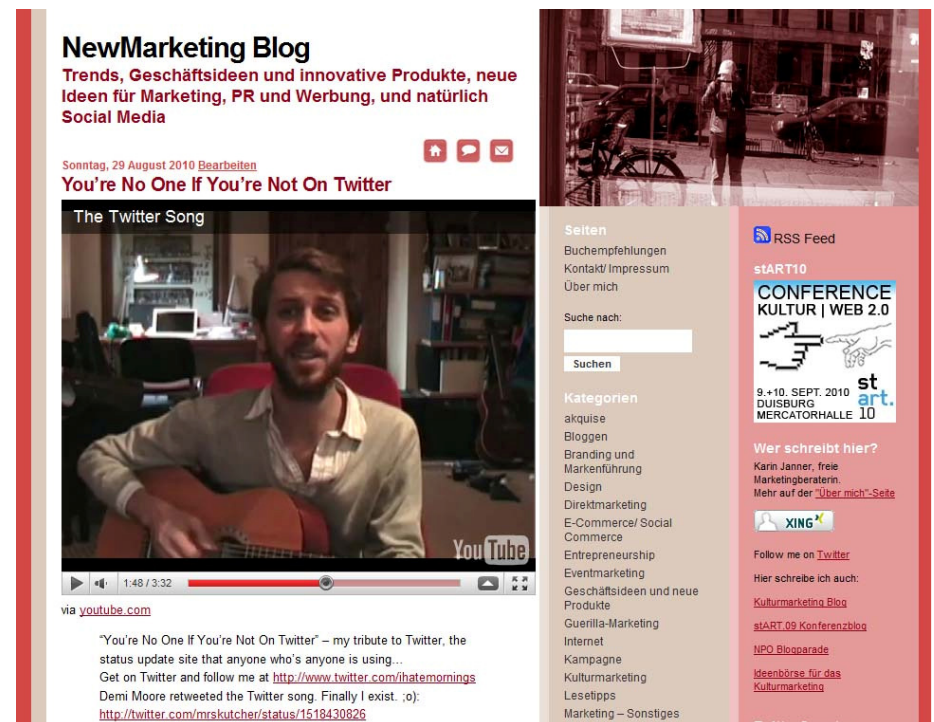 NewMarketing Blog
Trends, Geschäftsideen und innovative Produkte, neue
Ideen für Marketing, PR und Werbung, und natürlich
Social Media
Sonntag, 29 August 2010 Bearbeiten
You're No One If You're Not On Twitter
The Twitter Song
YouTube
1:48 / 3:32
via youtube.com
“You're No One If You're Not On Twitter” – my tribute to Twitter, the
status update site that anyone who's anyone is using…
Get on Twitter and follow me at http://www.twitter.com/ihatemornings
Demi Moore retweeted the Twitter song. Finally I exist. ;o):
http://twitter.com/mrskutcher/status/1518430826
Seiten
Buchempfehlungen
Kontakt/ Impressum
Über mich
Suche nach:
Suchen
Kategorien
akquise
Bloggen
Branding und
Markenführung
Design
Direktmarketing
E-Commerce/ Social
Commerce
Entrepreneurship
Eventmarketing
Geschäftsideen und neue
Produkte
Guerilla-Marketing
Internet
Kampagne
Kulturmarketing
Lesetipps
Marketing – Sonstiges
RSS Feed
stART10
CONFERENCE
KULTUR | WEB 2.0
9.+10. SEPT. 2010
DUISBURG
MERCATORHALLE
st
art.
10
Wer schreibt hier?
Karin Janner, freie
Marketingberaterin.
Mehr auf der "Über mich"-Seite
XING
Follow me on Twitter
Hier schreibe ich auch:
Kulturmarketing Blog
stART.09 Konferenzblog
NPO Blogparade
Ideenbörse für das
Kulturmarketing